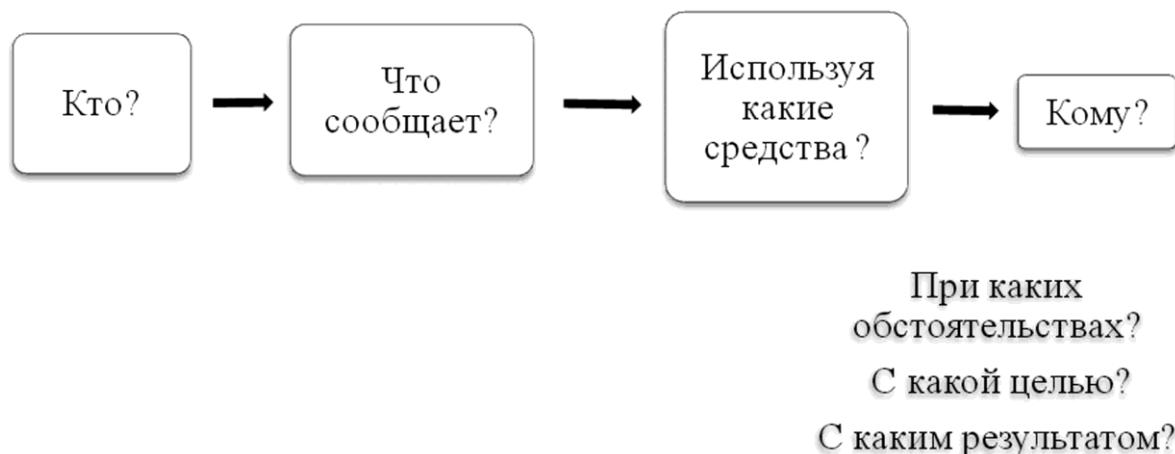 Кто?
Что
сообщает?
Используя
какие
средства ?
Кому?
При каких
обстоятельствах?
С какой целью?
С каким результатом?